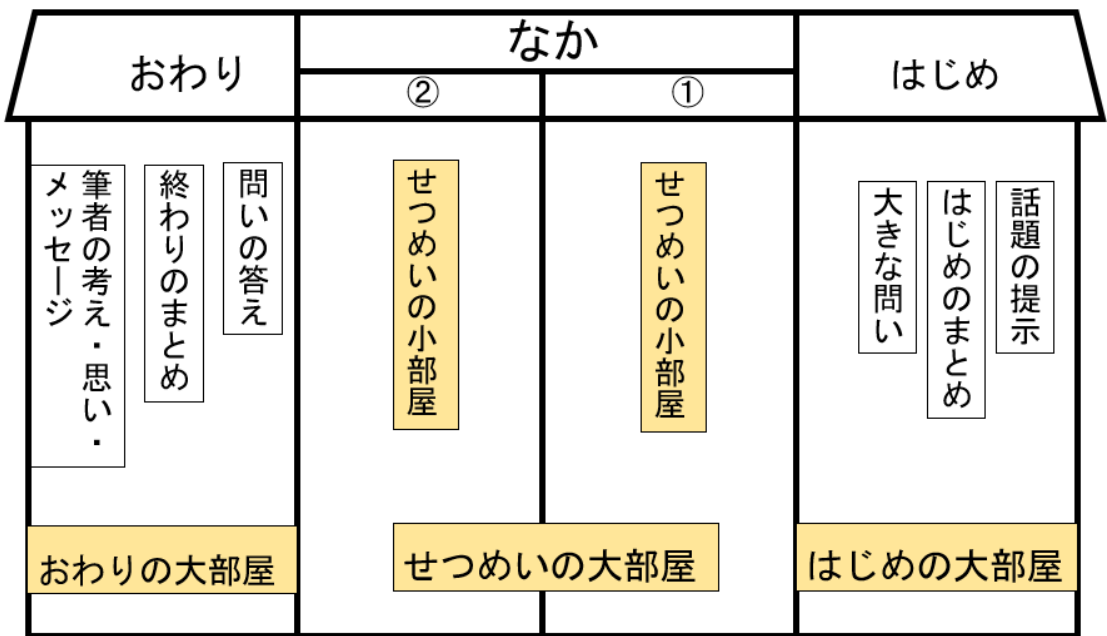 はじめ
話題の提示
はじめのまとめ
大きな問い
はじめの大部屋
なか
①
せつめいの小部屋
②
せつめいの小部屋
せつめいの大部屋
おわり
問いの答え
終わりのまとめ
筆者の考え・思い・
メッセージ
おわりの大部屋